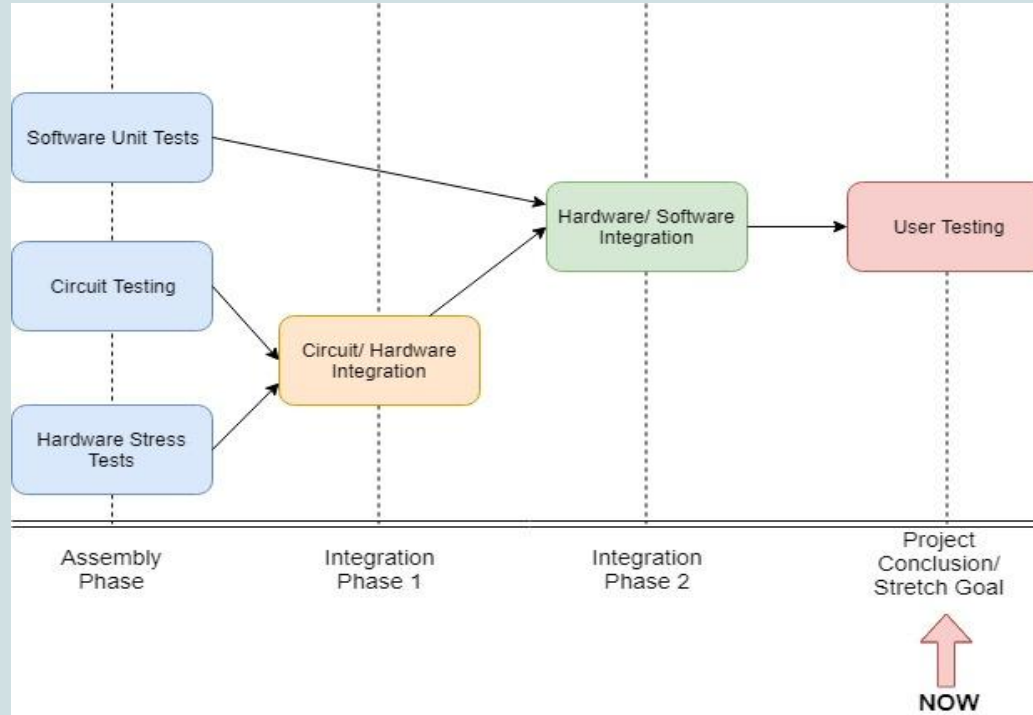 Software Unit Tests
Hardware/ Software
Integration
User Testing
Circuit Testing
Circuit/ Hardware
Integration
Hardware Stress
Tests
Assembly
Phase
Integration
Phase 1
Integration
Phase 2
Project
Conclusion/
Stretch Goal
NOW